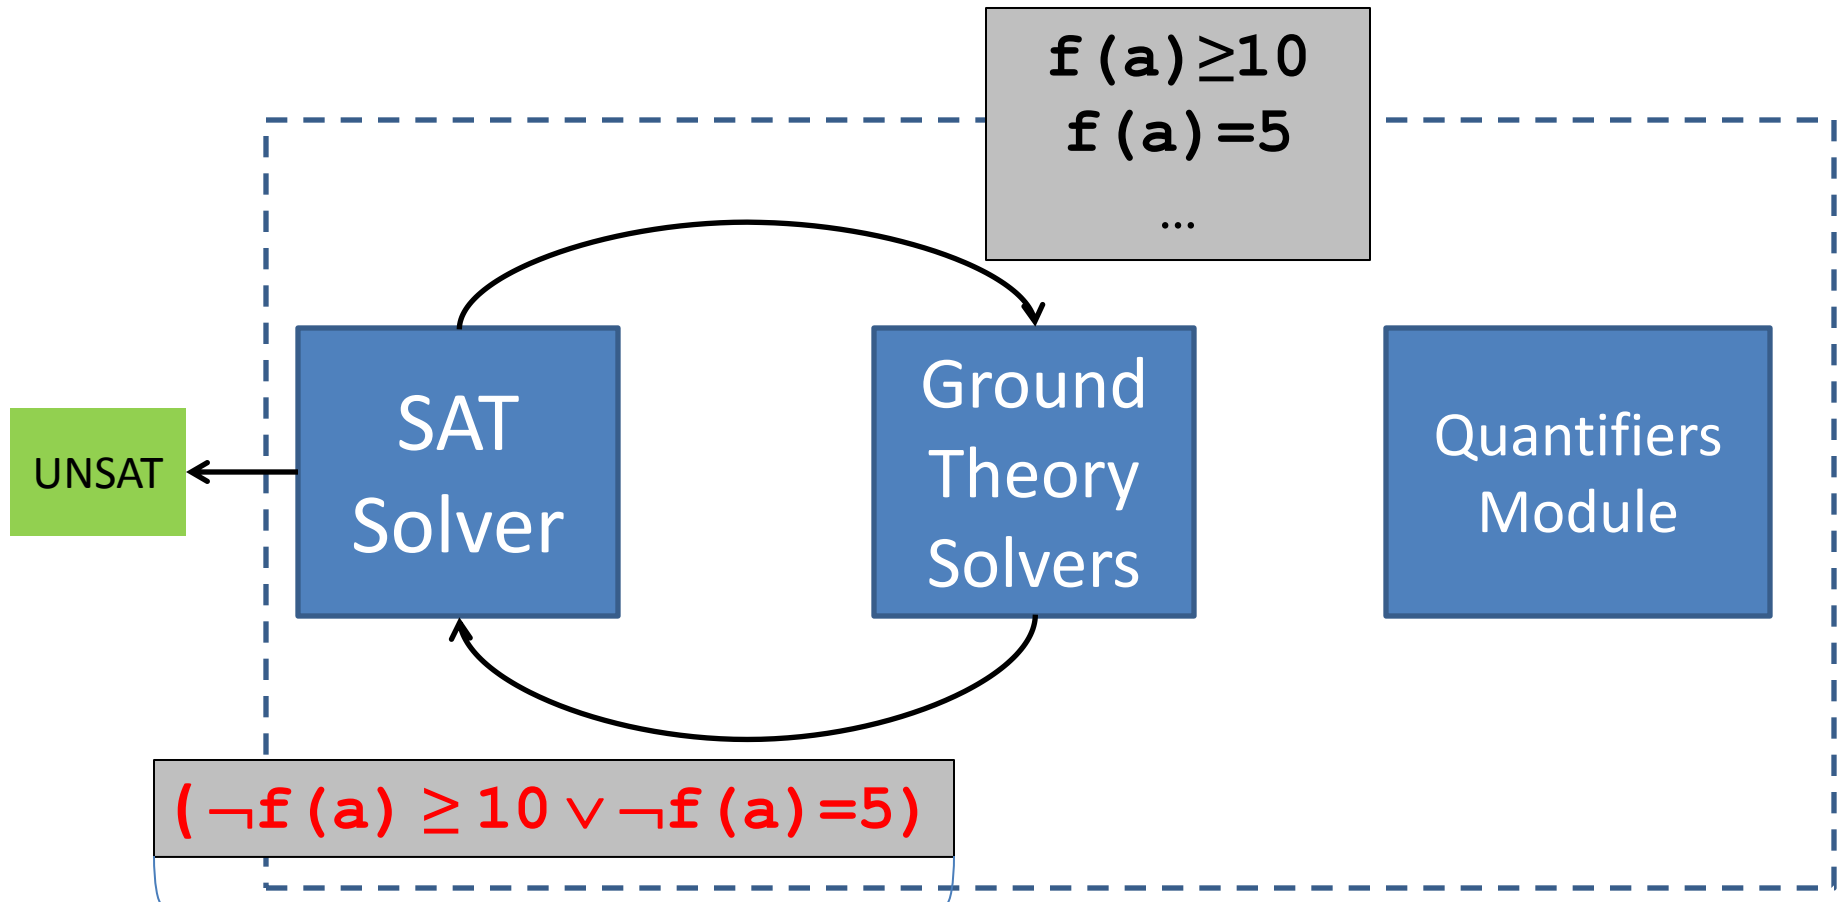 f(a)≥10
f(a)=5
…
SAT
Solver
Ground
Theory
Solvers
Quantifiers
Module
UNSAT
(¬f(a) ≥ 10 ∨ ¬f(a)=5)